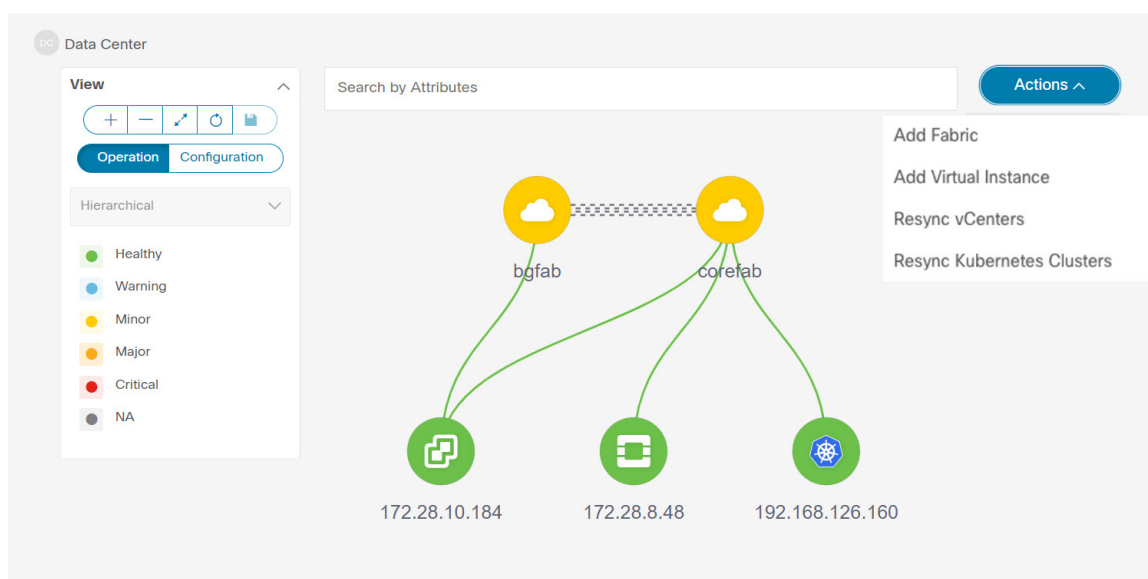 DC Data Center
View
Search by Attributes
Actions
Operation Configuration
Hierarchical
Healthy
Warning
Minor
Major
Critical
NA
Add Fabric
Add Virtual Instance
Resync vCenters
Resync Kubernetes Clusters
bgfab
corefab
172.28.10.184
172.28.8.48
192.168.126.160